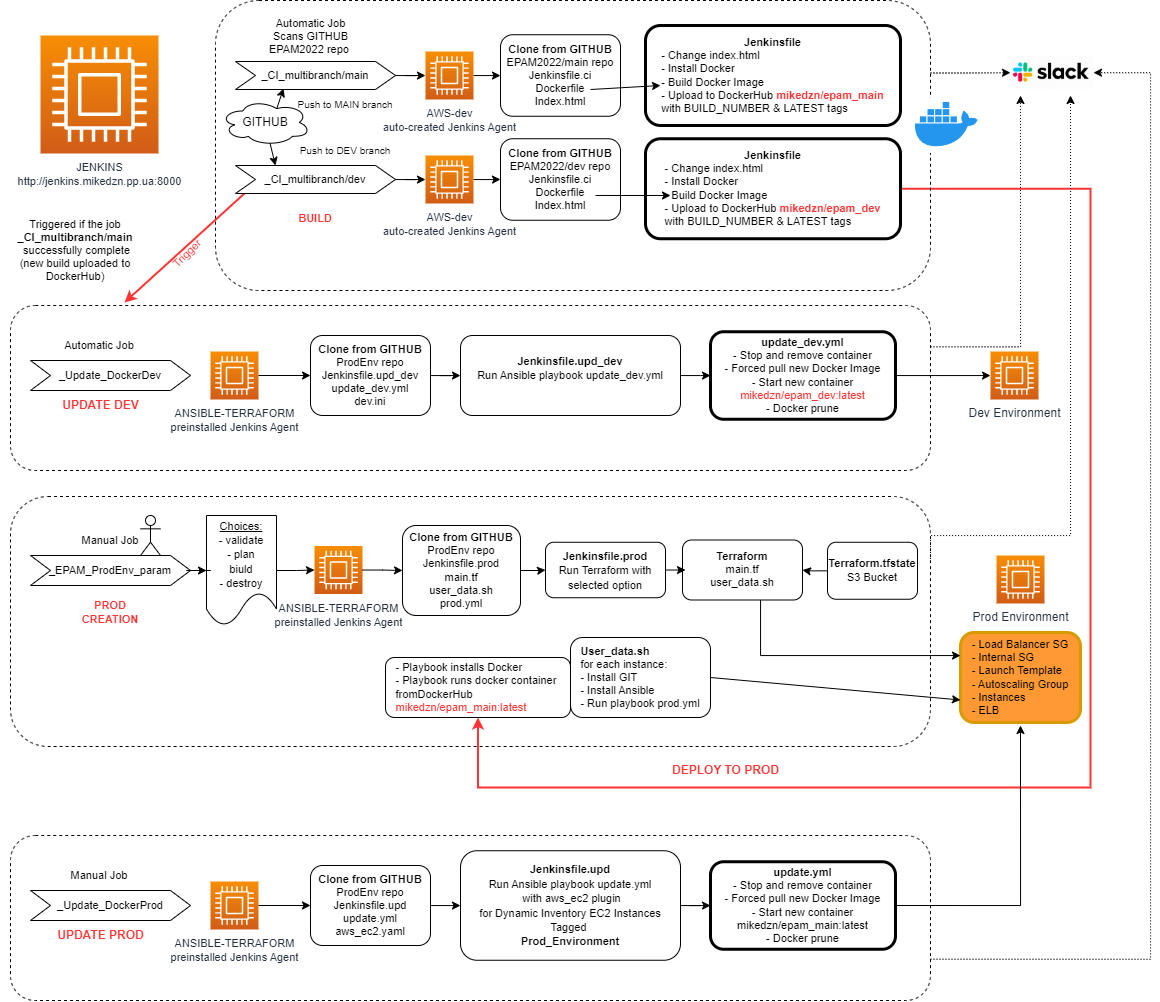 Automatic Job
Scans GITHUB
EPAM2022 repo
_CI_multibranch/main
Push to MAIN branch
GITHUB
Push to DEV branch
_CI_multibranch/dev
BUILD
AWS-dev
auto-created Jenkins Agent
Clone from GITHUB
EPAM2022/main repo
Jenkinsfile.ci
Dockerfile
Index.html
Jenkinsfile
- Change index.html
- Install Docker
- Build Docker Image
- Upload to DockerHub mikedzn/epam_main
with BUILD_NUMBER & LATEST tags
AWS-dev
auto-created Jenkins Agent
Clone from GITHUB
EPAM2022/dev repo
Jenkinsfile.ci
Dockerfile
Index.html
Jenkinsfile
- Change index.html
- Install Docker
- Build Docker Image
- Upload to DockerHub mikedzn/epam_dev
with BUILD_NUMBER & LATEST tags
slack
JENKINS
http://jenkins.mikedzn.pp.ua:8000
Triggered if the job
_CI_multibranch/main
successfully complete
(new build uploaded to
DockerHub)
Trigger
Automatic Job
_Update_DockerDev
UPDATE DEV
ANSIBLE-TERRAFORM
preinstalled Jenkins Agent
Clone from GITHUB
ProdEnv repo
Jenkinsfile.upd_dev
update_dev.yml
dev.ini
Jenkinsfile.upd_dev
Run Ansible playbook update_dev.yml
update_dev.yml
- Stop and remove container
- Forced pull new Docker Image
- Start new container
mikedzn/epam_dev:latest
- Docker prune
Dev Environment
Manual Job
_EPAM_ProdEnv_param
PROD
CREATION
Choices:
- validate
- plan
biuld
- destroy
ANSIBLE-TERRAFORM
preinstalled Jenkins Agent
Clone from GITHUB
ProdEnv repo
Jenkinsfile.prod
main.tf
user_data.sh
prod.yml
Jenkinsfile.prod
Run Terraform with
selected option
Terraform
main.tf
user_data.sh
Terraform.tfstate
S3 Bucket
Prod Environment
- Load Balancer SG
- Internal SG
- Launch Template
- Autoscaling Group
- Instances
- ELB
- Playbook installs Docker
- Playbook runs docker container
fromDockerHub
mikedzn/epam_main:latest
User_data.sh
for each instance:
- Install GIT
- Install Ansible
- Run playbook prod.yml
DEPLOY TO PROD
Manual Job
_Update_DockerProd
UPDATE PROD
ANSIBLE-TERRAFORM
preinstalled Jenkins Agent
Clone from GITHUB
ProdEnv repo
Jenkinsfile.upd
update.yml
aws_ec2.yaml
Jenkinsfile.upd
Run Ansible playbook update.yml
with aws_ec2 plugin
for Dynamic Inventory EC2 Instances
Tagged
Prod_Environment
update.yml
- Stop and remove container
- Forced pull new Docker Image
- Start new container
mikedzn/epam_main:latest
- Docker prune